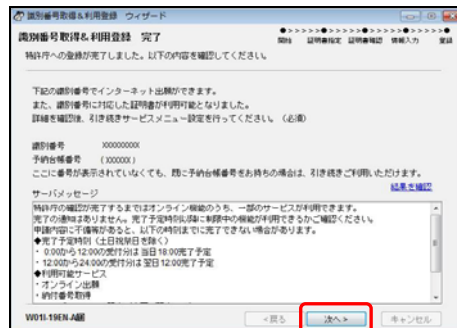 識別番号取得＆利用登録 ウィザード
識別番号取得＆利用登録 完了
●>>>>>●>>>>>●>>>>>●>>>>>●
開始 証明書指定 証明書確認 情報入力 登録
特許庁への登録が完了しました。以下の内容を確認してください。
下記の識別番号でインターネット出願ができます。
また、識別番号に対応した証明書が利用可能となりました。
詳細を確認後、引き続きサービスメニュー設定を行ってください。（必須）
識別番号 XXXXXXXXX
予納台帳番号 （XXXXXX）
ここに番号が表示されていなくても、既に予納台帳番号をお持ちの場合は、引き続きご利用いただけます。
結果を確認
サーバメッセージ
特許庁の確認が完了するまではオンライン機能のうち、一部のサービスが利用できます。
完了の通知はありません。完了予定時刻以降に制限中の機能が利用できるかご確認ください。
申請内容に不備等があると、以下の時刻までに完了できない場合があります。
◆完了予定時刻（土日祝祭日を除く）
・0:00から12:00の受付分は当日18:00完了予定
・12:00から24:00の受付分は翌日12:00完了予定
◆利用可能サービス
・オンライン出願
・納付番号取得
W01I-19EN-A
<戻る 次へ> キャンセル